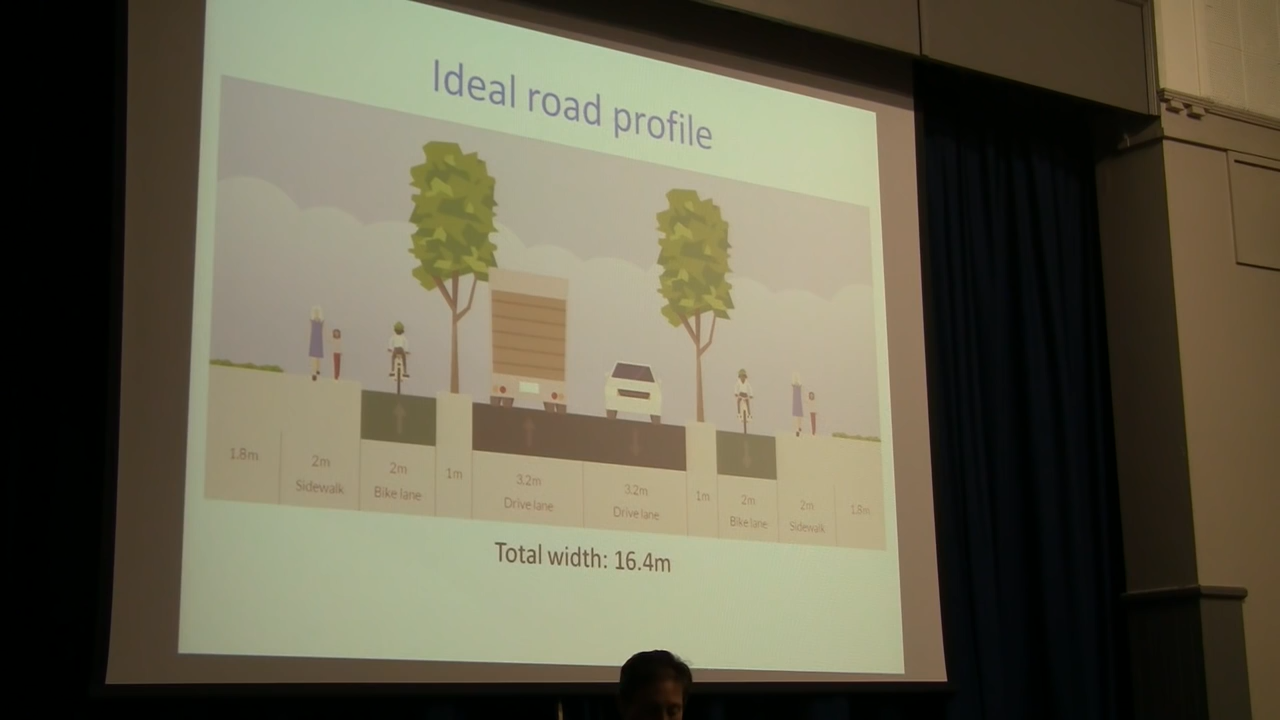 Ideal road profile
1.8m
2m
Sidewalk
2m
Bike lane
1m
3.2m
Drive lane
3.2m
Drive lane
1m
2m
Bike lane
2m
Sidewalk
1.8m
Total width: 16.4m